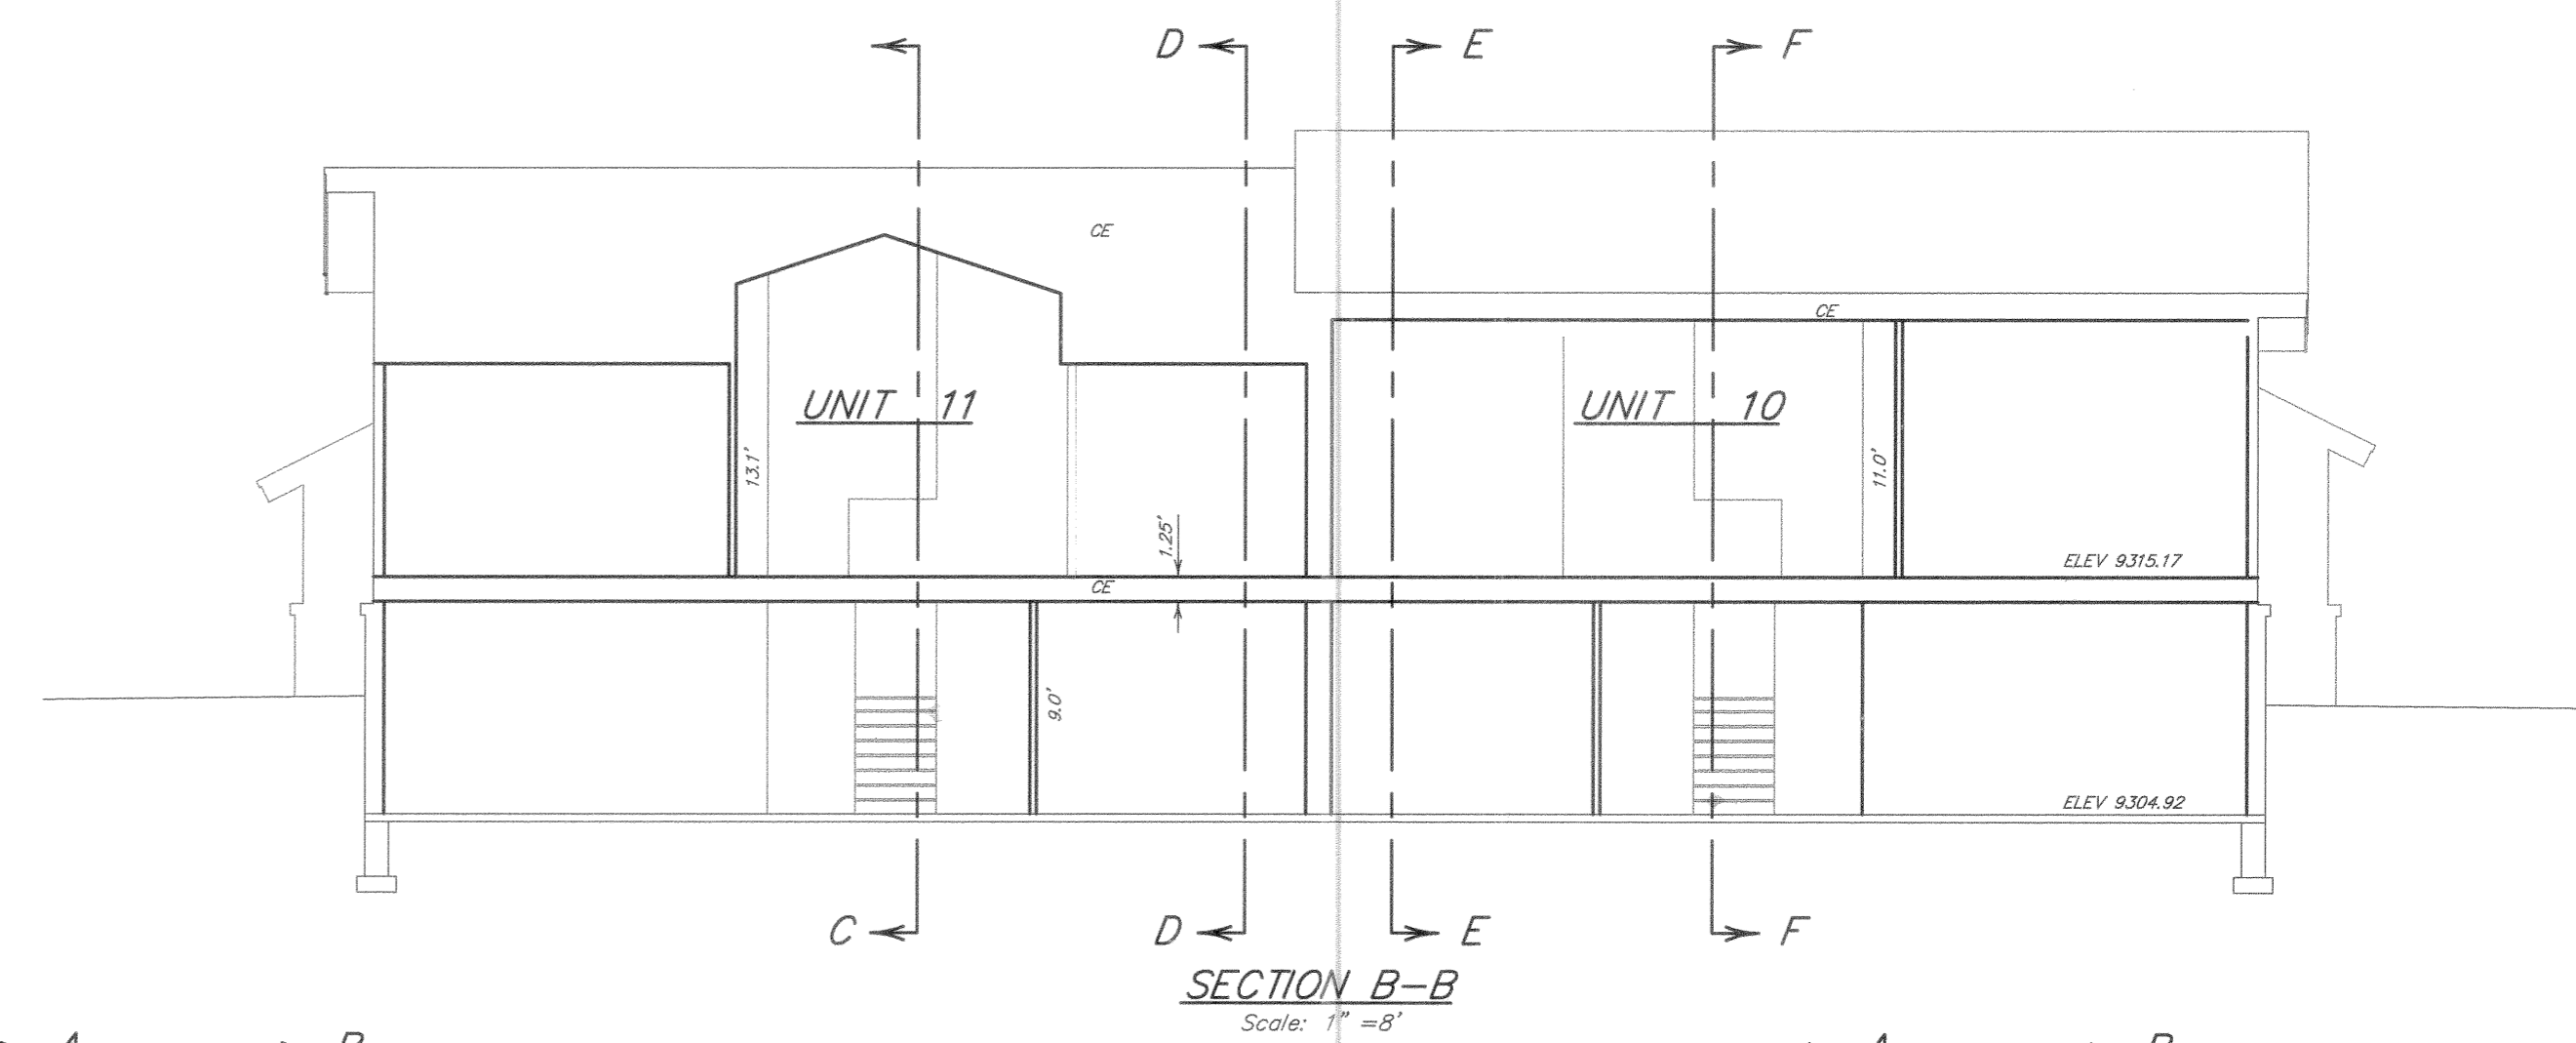 D E F
CE
CE
UNIT 11 UNIT 10
13.1'
11.0'
1.25'
ELEV 9315.17
CE
9.0'
ELEV 9304.92
C D E F
SECTION B-B
Scale: 1" =8'